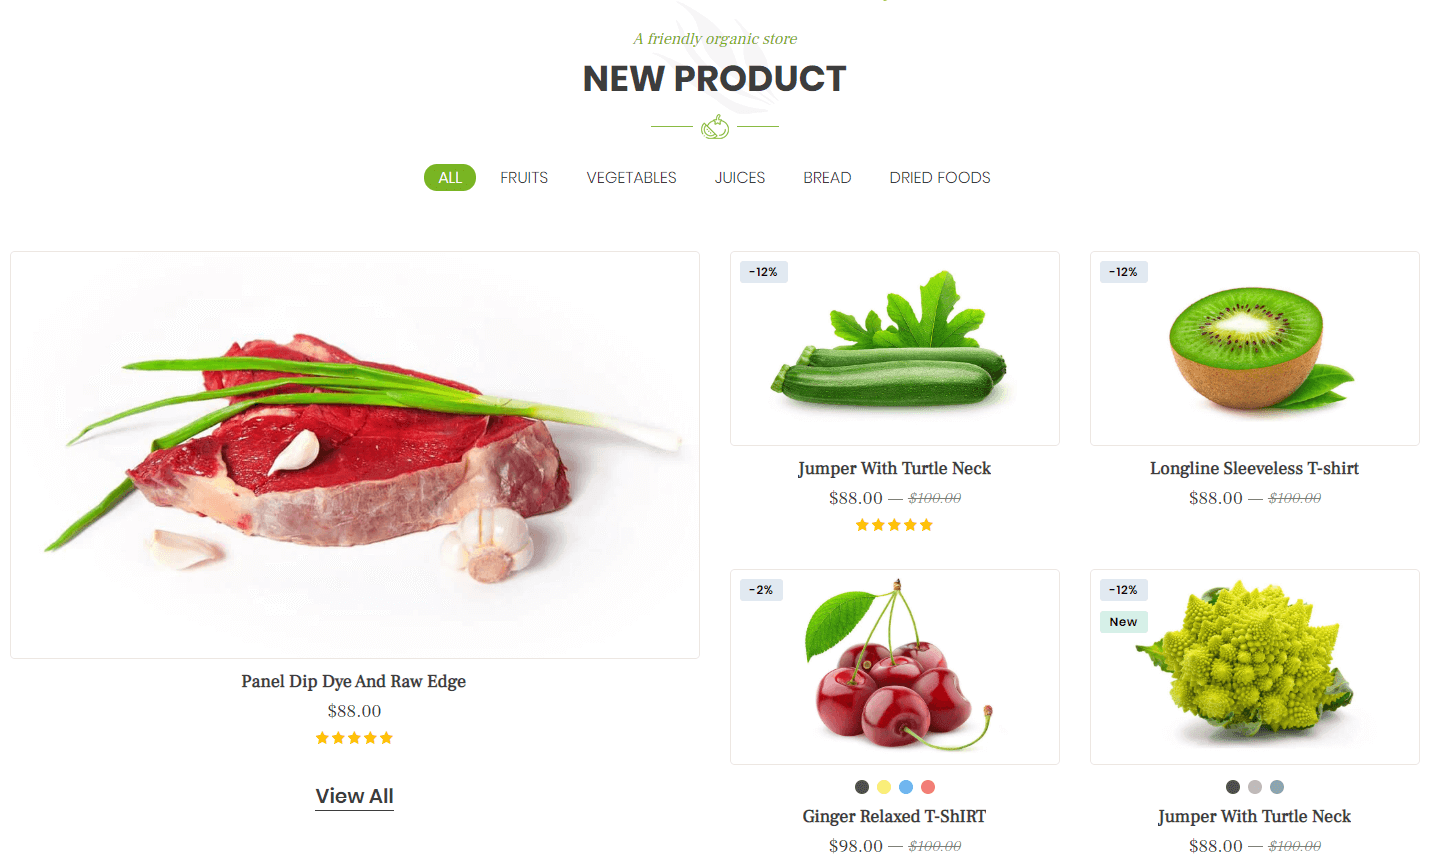 A friendly organic store
NEW PRODUCT
ALL FRUITS VEGETABLES JUICES BREAD DRIED FOODS
Panel Dip Dye And Raw Edge
$88.00
View All
-12%
Jumper With Turtle Neck
$88.00 — $100.00
-12%
Longline Sleeveless T-shirt
$88.00 — $100.00
-2%
Ginger Relaxed T-ShIRT
$98.00 — $100.00
-12%
New
Jumper With Turtle Neck
$88.00 — $100.00